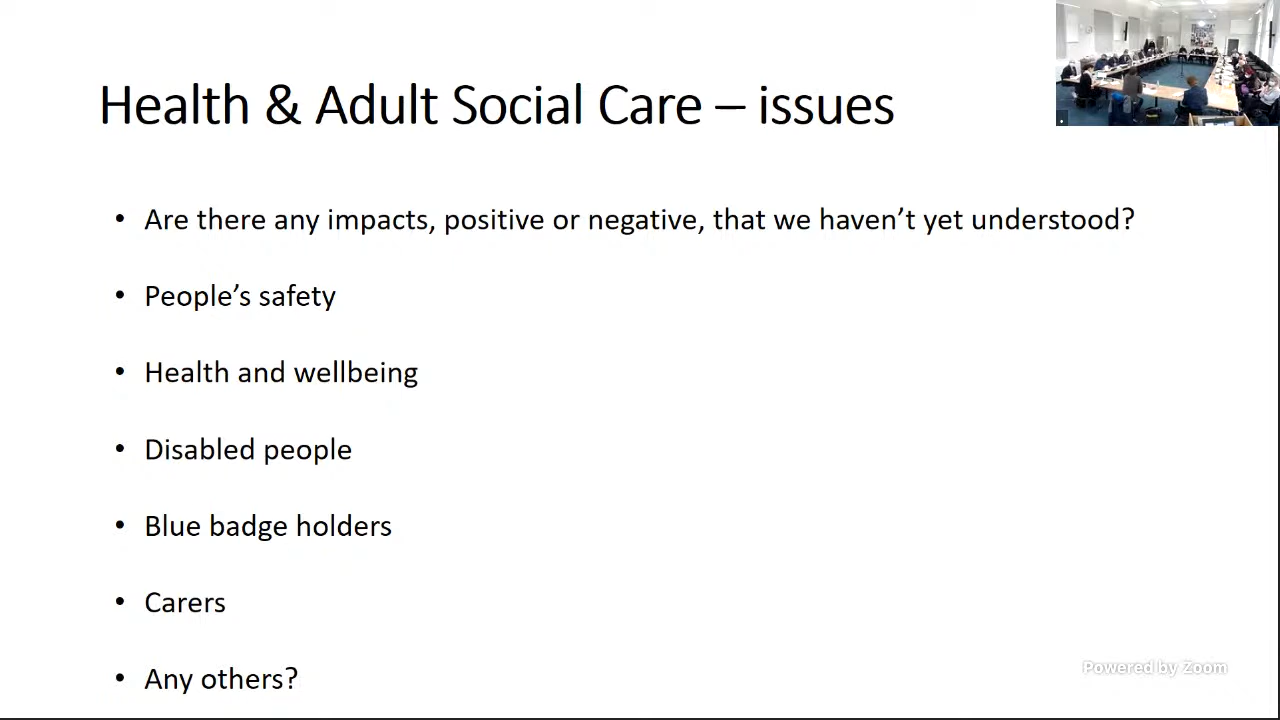 Health & Adult Social Care – issues
• Are there any impacts, positive or negative, that we haven’t yet understood?
• People’s safety
• Health and wellbeing
• Disabled people
• Blue badge holders
• Carers
• Any others?
Powered by Zoom